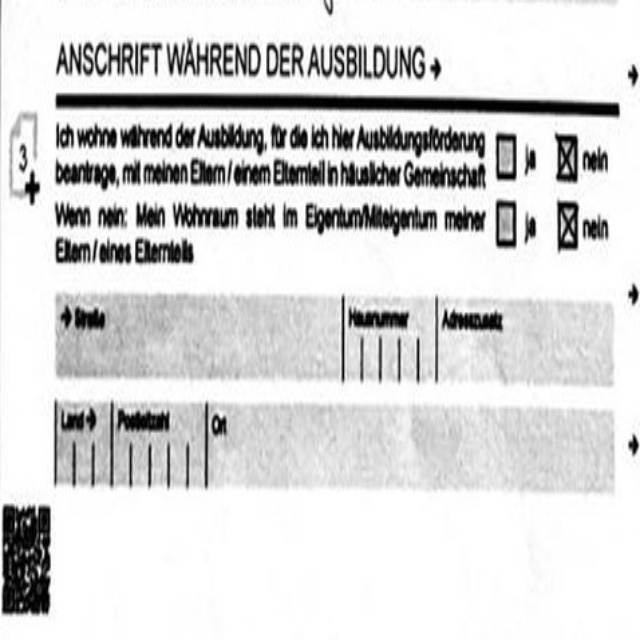 ANSCHRIFT WÄHREND DER AUSBILDUNG →
Ich wohne während der Ausbildung, für die ich hier Ausbildungsförderung
beantrage, mit meinen Eltern / einem Elternteil in häuslicher Gemeinschaft
ja
nein
3
Wenn nein: Mein Wohnraum steht im Eigentum/Miteigentum meiner
Eltern / eines Elternteils
ja
nein
→ Straße
Hausnummer
Adresszusatz
Land →
Postleitzahl
Ort